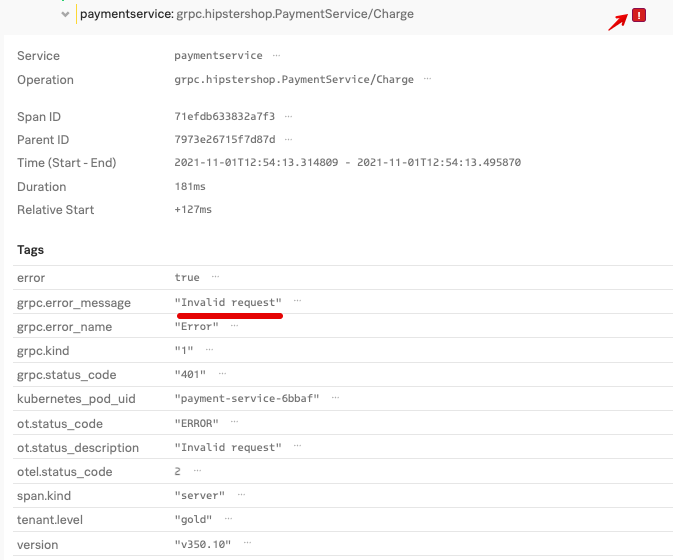 paymentservice: grpc.hipstershop.PaymentService/Charge
Service paymentservice ...
Operation grpc.hipstershop.PaymentService/Charge ...
Span ID 71efdb633832a7f3 ...
Parent ID 7973e26715f7d87d ...
Time (Start - End) 2021-11-01T12:54:13.314809 - 2021-11-01T12:54:13.495870
Duration 181ms
Relative Start +127ms
Tags
error true ...
grpc.error_message "Invalid request" ...
grpc.error_name "Error" ...
grpc.kind "1" ...
grpc.status_code "401" ...
kubernetes_pod_uid "payment-service-6bbaf" ...
ot.status_code "ERROR" ...
ot.status_description "Invalid request" ...
otel.status_code 2 ...
span.kind "server" ...
tenant.level "gold" ...
version "v350.10" ...